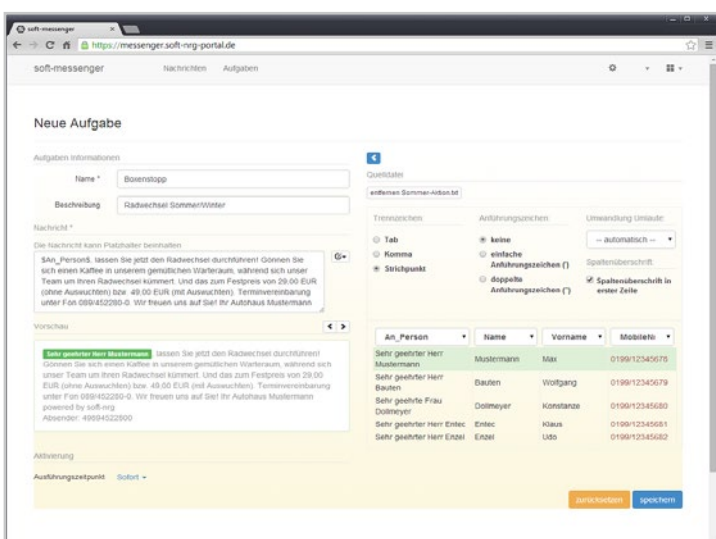 soft-messenger
https://messenger.soft-nrg-portal.de
soft-messenger Nachrichten Aufgaben
Neue Aufgabe
Aufgaben Informationen
Name * Boxenstopp
Beschreibung Radwechsel Sommer/Winter
Nachricht *
Die Nachricht kann Platzhalter beinhalten
$An_Person$, lassen Sie jetzt den Radwechsel durchführen! Gönnen Sie
sich einen Kaffee in unserem gemütlichen Warteraum, während sich unser
Team um Ihren Radwechsel kümmert. Und das zum Festpreis von 29,00 EUR
(ohne Auswuchten) bzw. 49,00 EUR (mit Auswuchten). Terminvereinbarung
unter Fon 089/452280-0. Wir freuen uns auf Sie! Ihr Autohaus Mustermann
Vorschau
Sehr geehrter Herr Mustermann, lassen Sie jetzt den Radwechsel durchführen!
Gönnen Sie sich einen Kaffee in unserem gemütlichen Warteraum, während sich
unser Team um Ihren Radwechsel kümmert. Und das zum Festpreis von 29,00
EUR (ohne Auswuchten) bzw. 49,00 EUR (mit Auswuchten). Terminvereinbarung
unter Fon 089/452280-0. Wir freuen uns auf Sie! Ihr Autohaus Mustermann
powered by soft-nrg
Absender: 49894522800
Aktivierung
Ausführungszeitpunkt Sofort
Quelldatei
entfernen Sommer-Aktion.txt
Trennzeichen
Tab
Komma
Strichpunkt
Anführungszeichen
keine
einfache
Anführungszeichen (')
doppelte
Anführungszeichen (")
Umwandlung Umlaute
-- automatisch --
Spaltenüberschrift
Spaltenüberschrift in
erster Zeile
An_Person Name Vorname MobileNr
Sehr geehrter Herr
Mustermann Mustermann Max 0199/12345678
Sehr geehrter Herr
Bauten Bauten Wolfgang 0199/12345679
Sehr geehrte Frau
Dollmeyer Dollmeyer Konstanze 0199/12345680
Sehr geehrter Herr Entec Entec Klaus 0199/12345681
Sehr geehrter Herr Enzel Enzel Udo 0199/12345682
zurücksetzen speichern